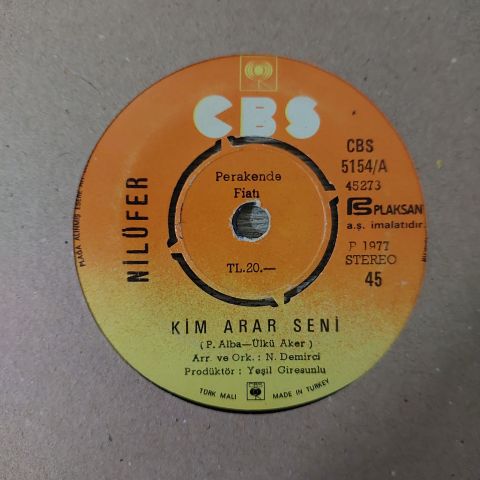 CBS
CBS
5154/A
45273
PLAKSAN
a.ş. imalatıdır.
P 1977
STEREO
45
Perakende
Fiatı
TL.20.—
NİLÜFER
KİM ARAR SENİ
( P. Alba—Ülkü Aker )
Arr. ve Ork. : N. Demirci
Prodüktör : Yeşil Giresunlu
TÜRK MALI
MADE IN TURKEY